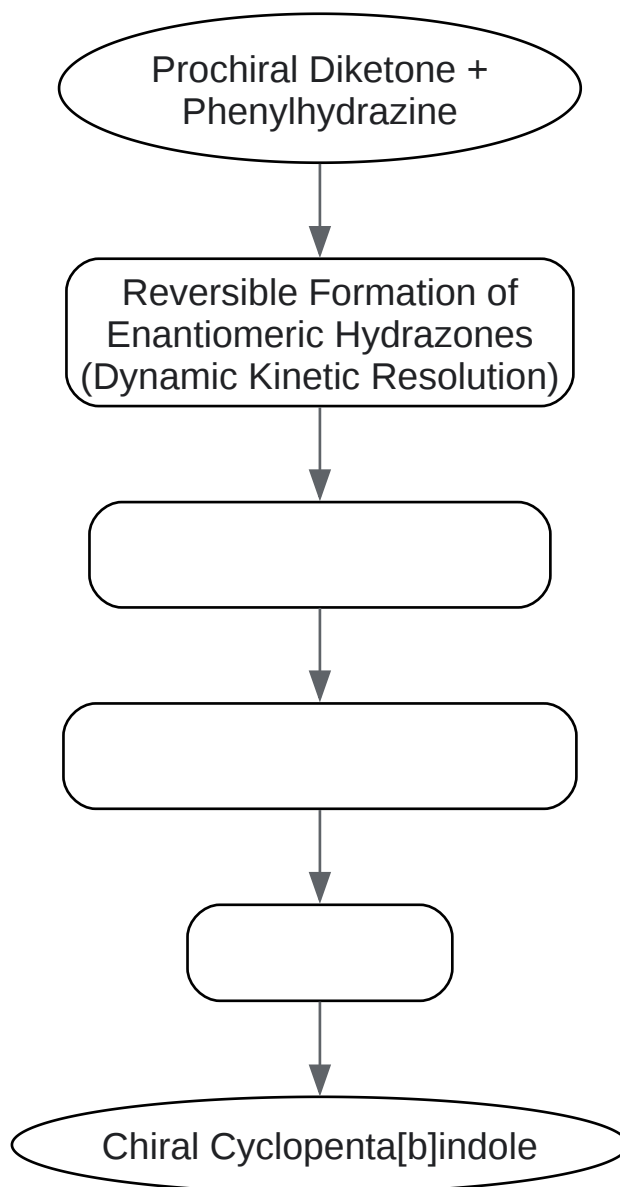 Prochiral Diketone +
Phenylhydrazine
Reversible Formation of
Enantiomeric Hydrazones
(Dynamic Kinetic Resolution)
Chiral Cyclopenta[b]indole